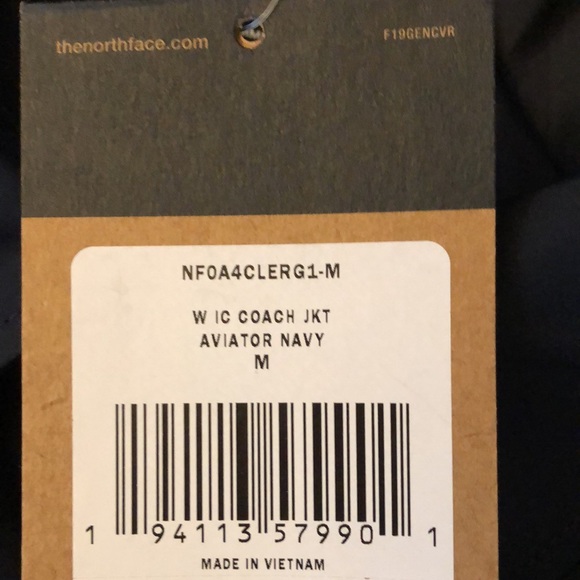 thenorthface.com
F19GENCVR
NF0A4CLERG1-M
W IC COACH JKT
AVIATOR NAVY
M
1 94113 57990 1
MADE IN VIETNAM